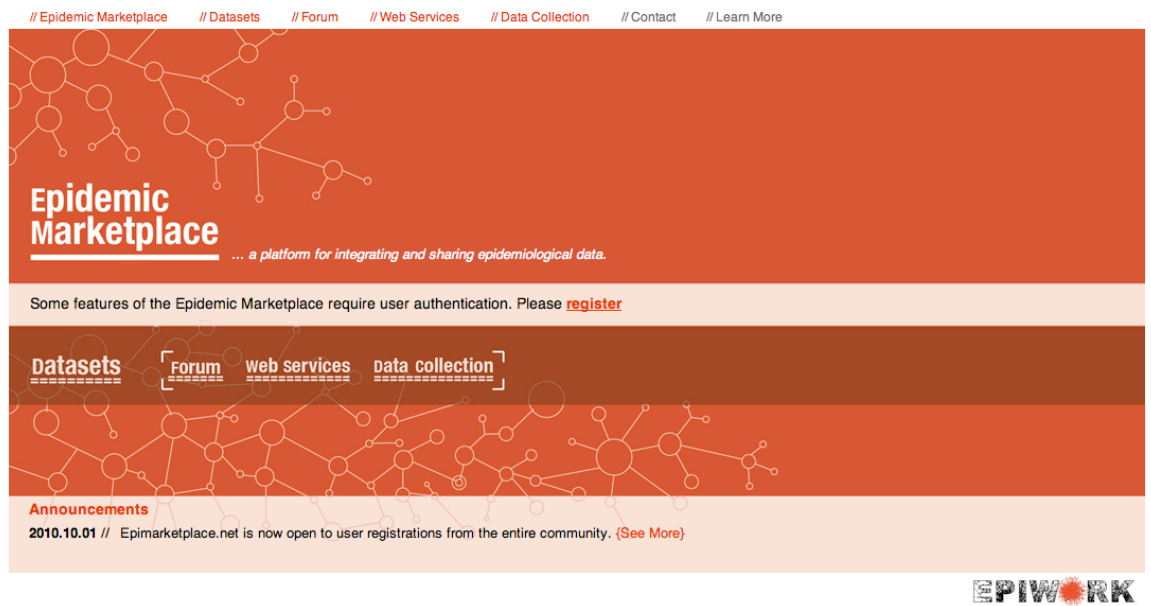 // Epidemic Marketplace // Datasets // Forum // Web Services // Data Collection // Contact // Learn More
Epidemic
Marketplace
... a platform for integrating and sharing epidemiological data.
Some features of the Epidemic Marketplace require user authentication. Please register
Datasets Forum Web services Data collection
Announcements
2010.10.01 // Epimarketplace.net is now open to user registrations from the entire community. {See More}
EPIWORK